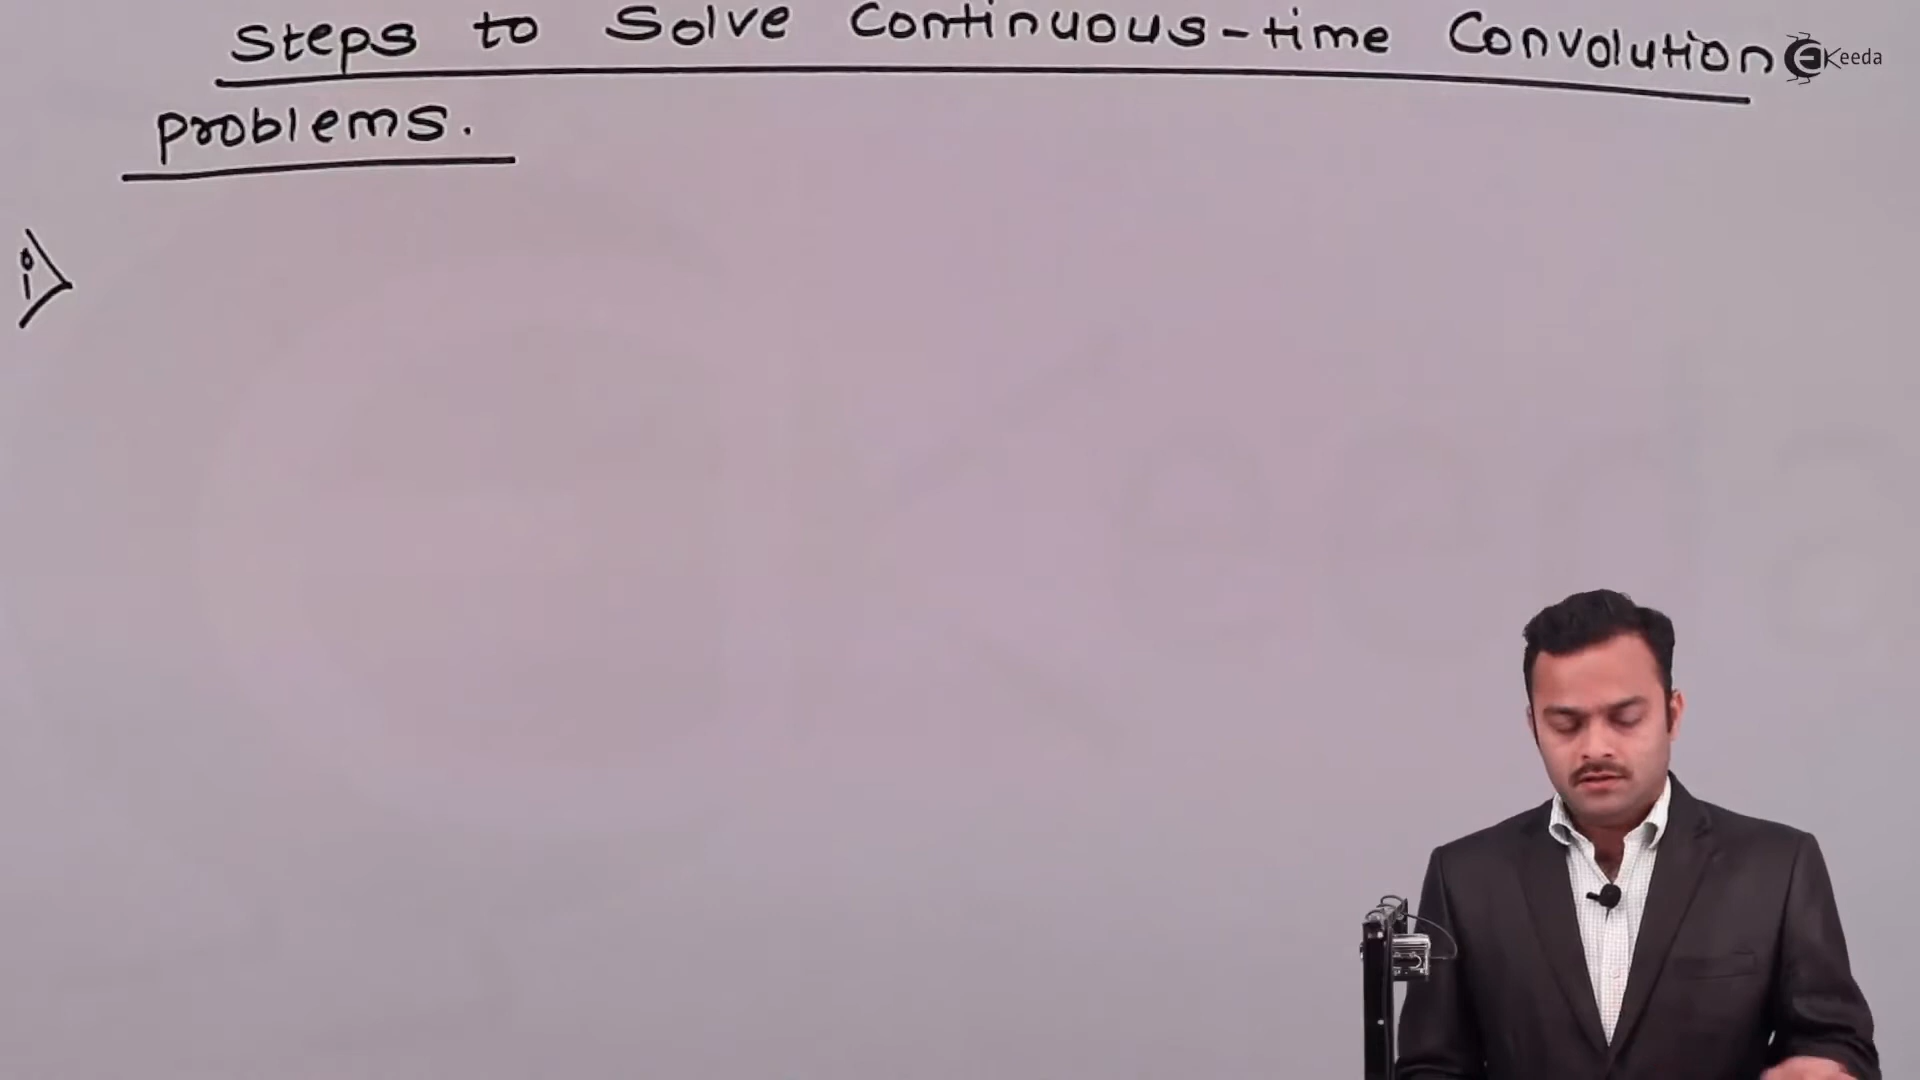 Steps to Solve Continuous-time Convolution
problems.
i)
EKeeda